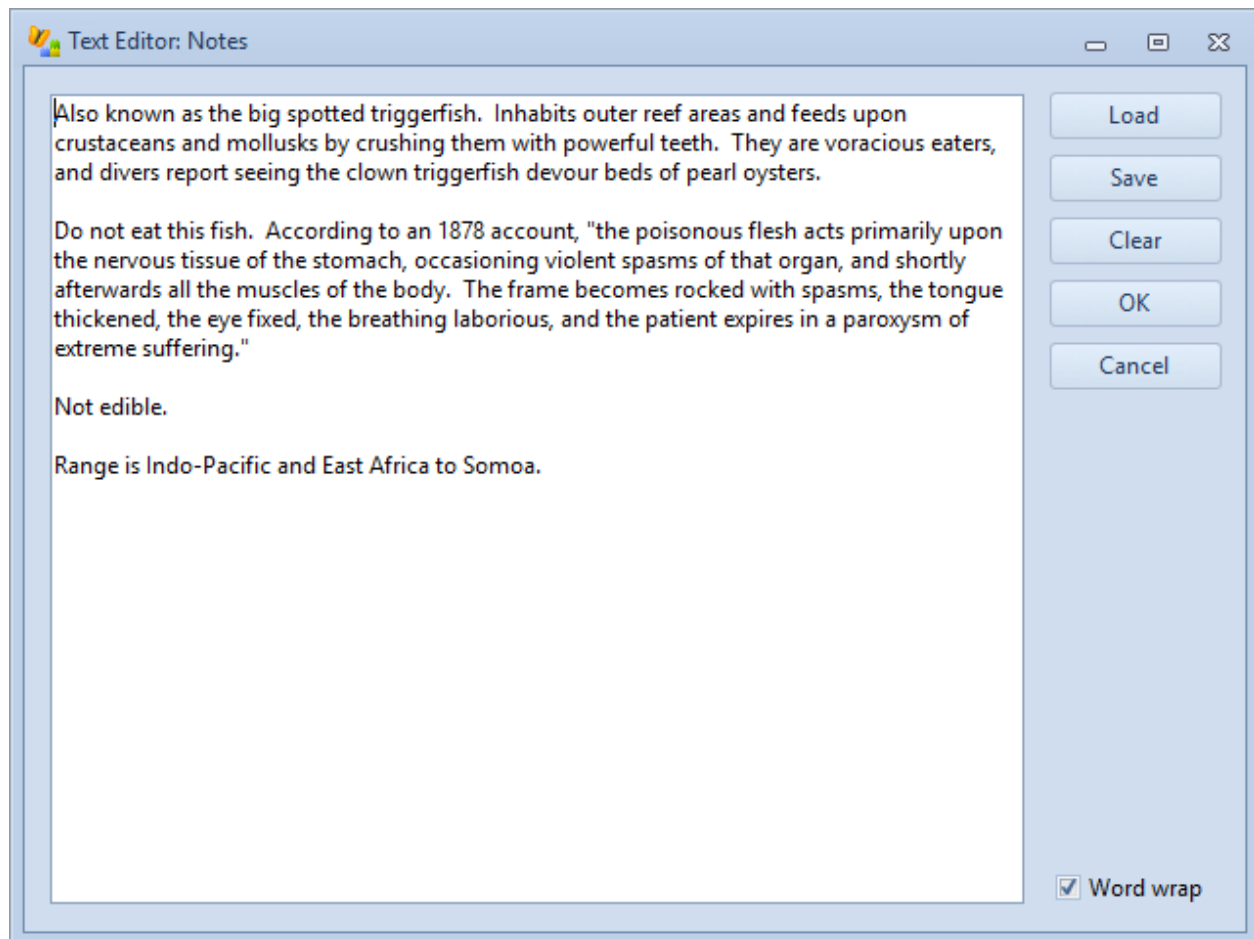 Text Editor: Notes
Also known as the big spotted triggerfish.  Inhabits outer reef areas and feeds upon
crustaceans and mollusks by crushing them with powerful teeth.  They are voracious eaters,
and divers report seeing the clown triggerfish devour beds of pearl oysters.
Do not eat this fish.  According to an 1878 account, "the poisonous flesh acts primarily upon
the nervous tissue of the stomach, occasioning violent spasms of that organ, and shortly
afterwards all the muscles of the body.  The frame becomes rocked with spasms, the tongue
thickened, the eye fixed, the breathing laborious, and the patient expires in a paroxysm of
extreme suffering."
Not edible.
Range is Indo-Pacific and East Africa to Somoa.
Load
Save
Clear
OK
Cancel
Word wrap